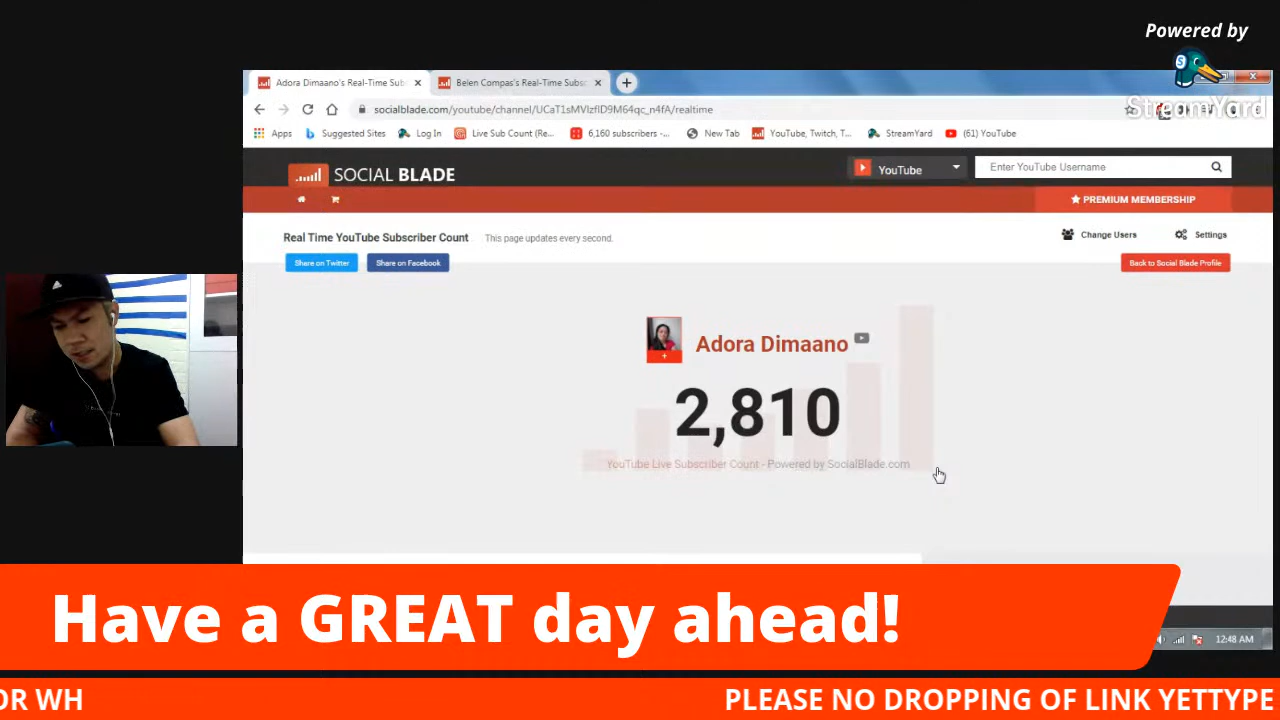 Powered by
StreamYard
Adora Dimaano's Real-Time Sub
Belen Compas's Real-Time Subsc
socialblade.com/youtube/channel/UCaT1sMVlzflD9M64qc_n4fA/realtime
Apps Suggested Sites Log In Live Sub Count (Re... 6,160 subscribers -... New Tab YouTube, Twitch, T... StreamYard (61) YouTube
SOCIAL BLADE
YouTube
Enter YouTube Username
PREMIUM MEMBERSHIP
Real Time YouTube Subscriber Count This page updates every second.
Change Users Settings
Share on Twitter Share on Facebook
Back to Social Blade Profile
Adora Dimaano
2,810
YouTube Live Subscriber Count - Powered by SocialBlade.com
Have a GREAT day ahead!
12:48 AM
OR WH
PLEASE NO DROPPING OF LINK YETTYPE